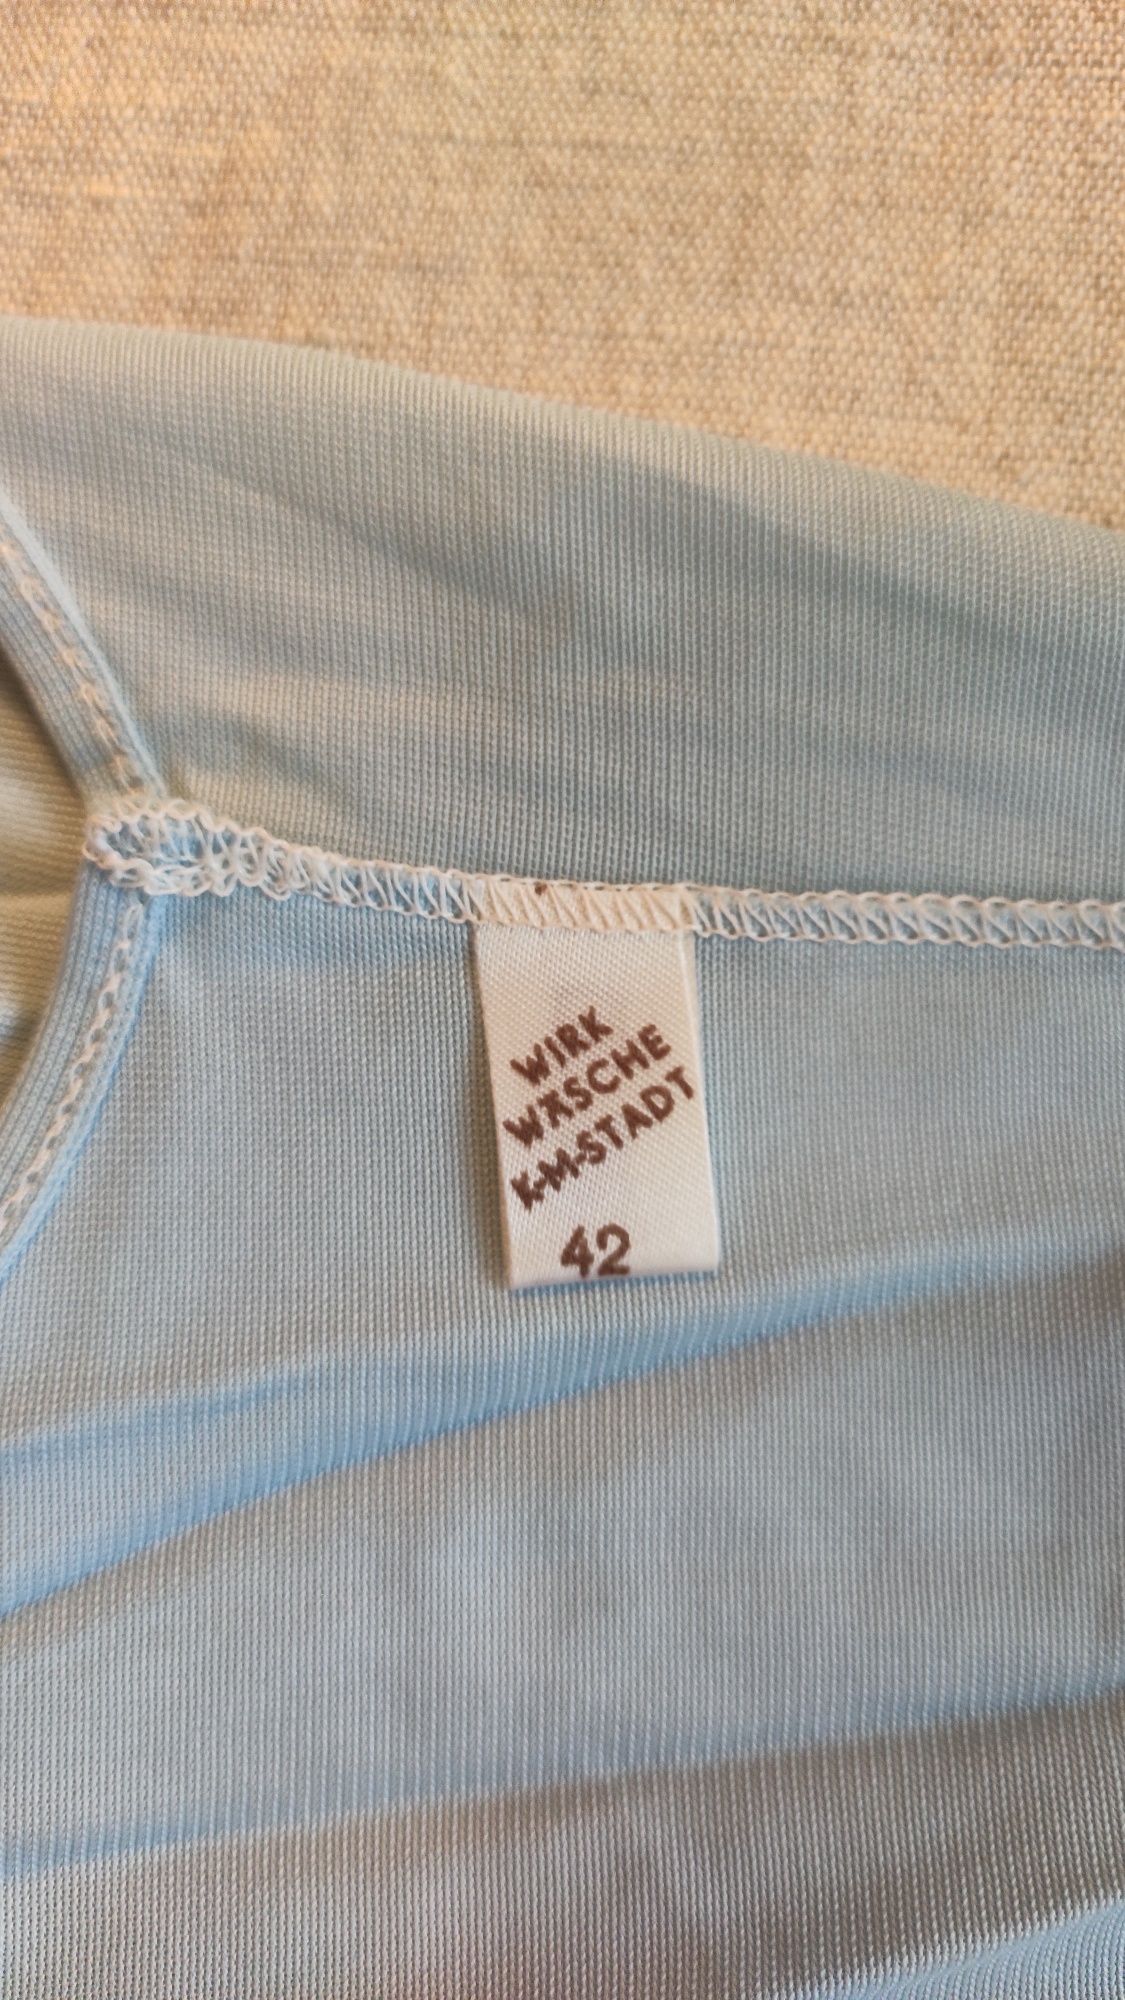 WIRK
WÄSCHE
K-M-STADT
42